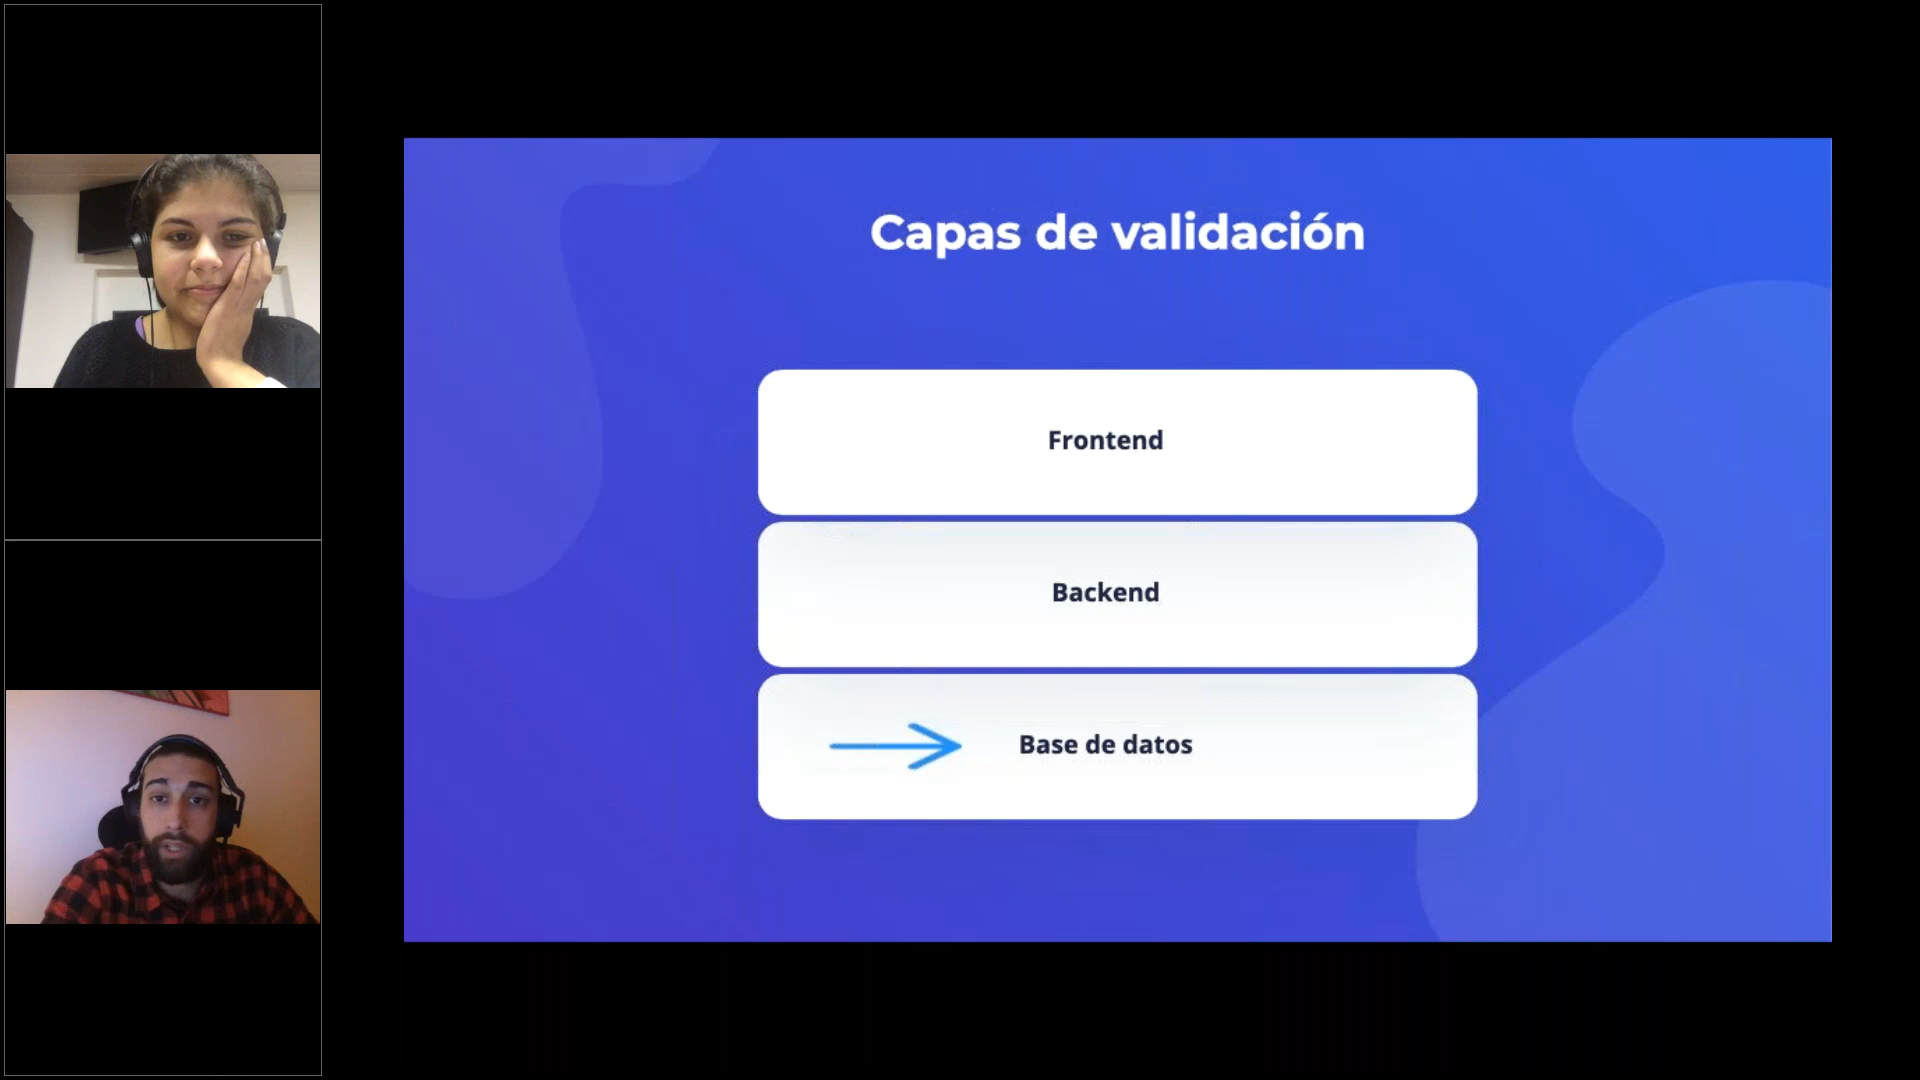 Capas de validación
Frontend
Backend
Base de datos